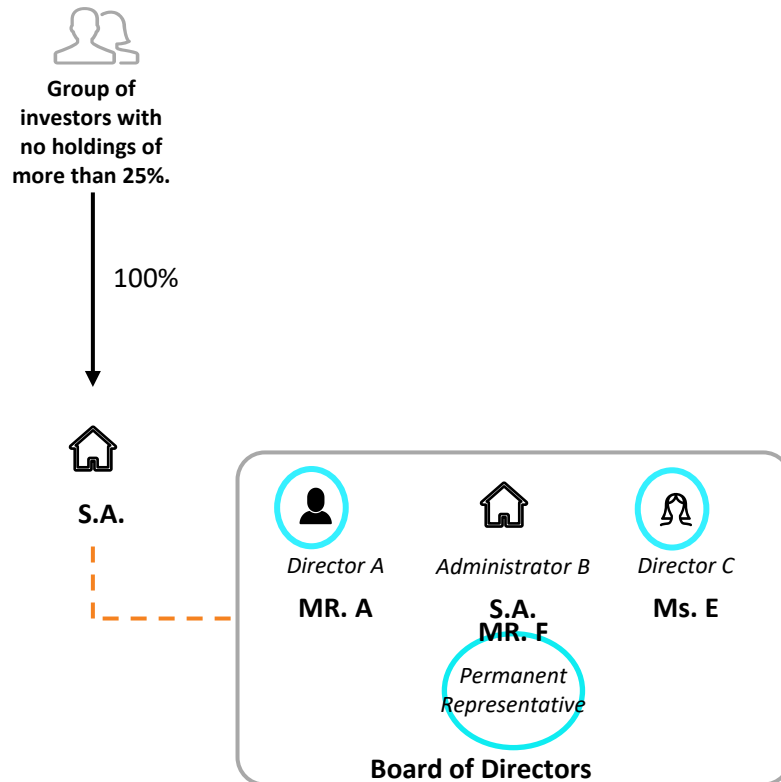 Group of
investors with
no holdings of
more than 25%.
100%
S.A.
Director A
MR. A
Administrator B
S.A.
MR. F
Director C
Ms. E
Permanent
Representative
Board of Directors